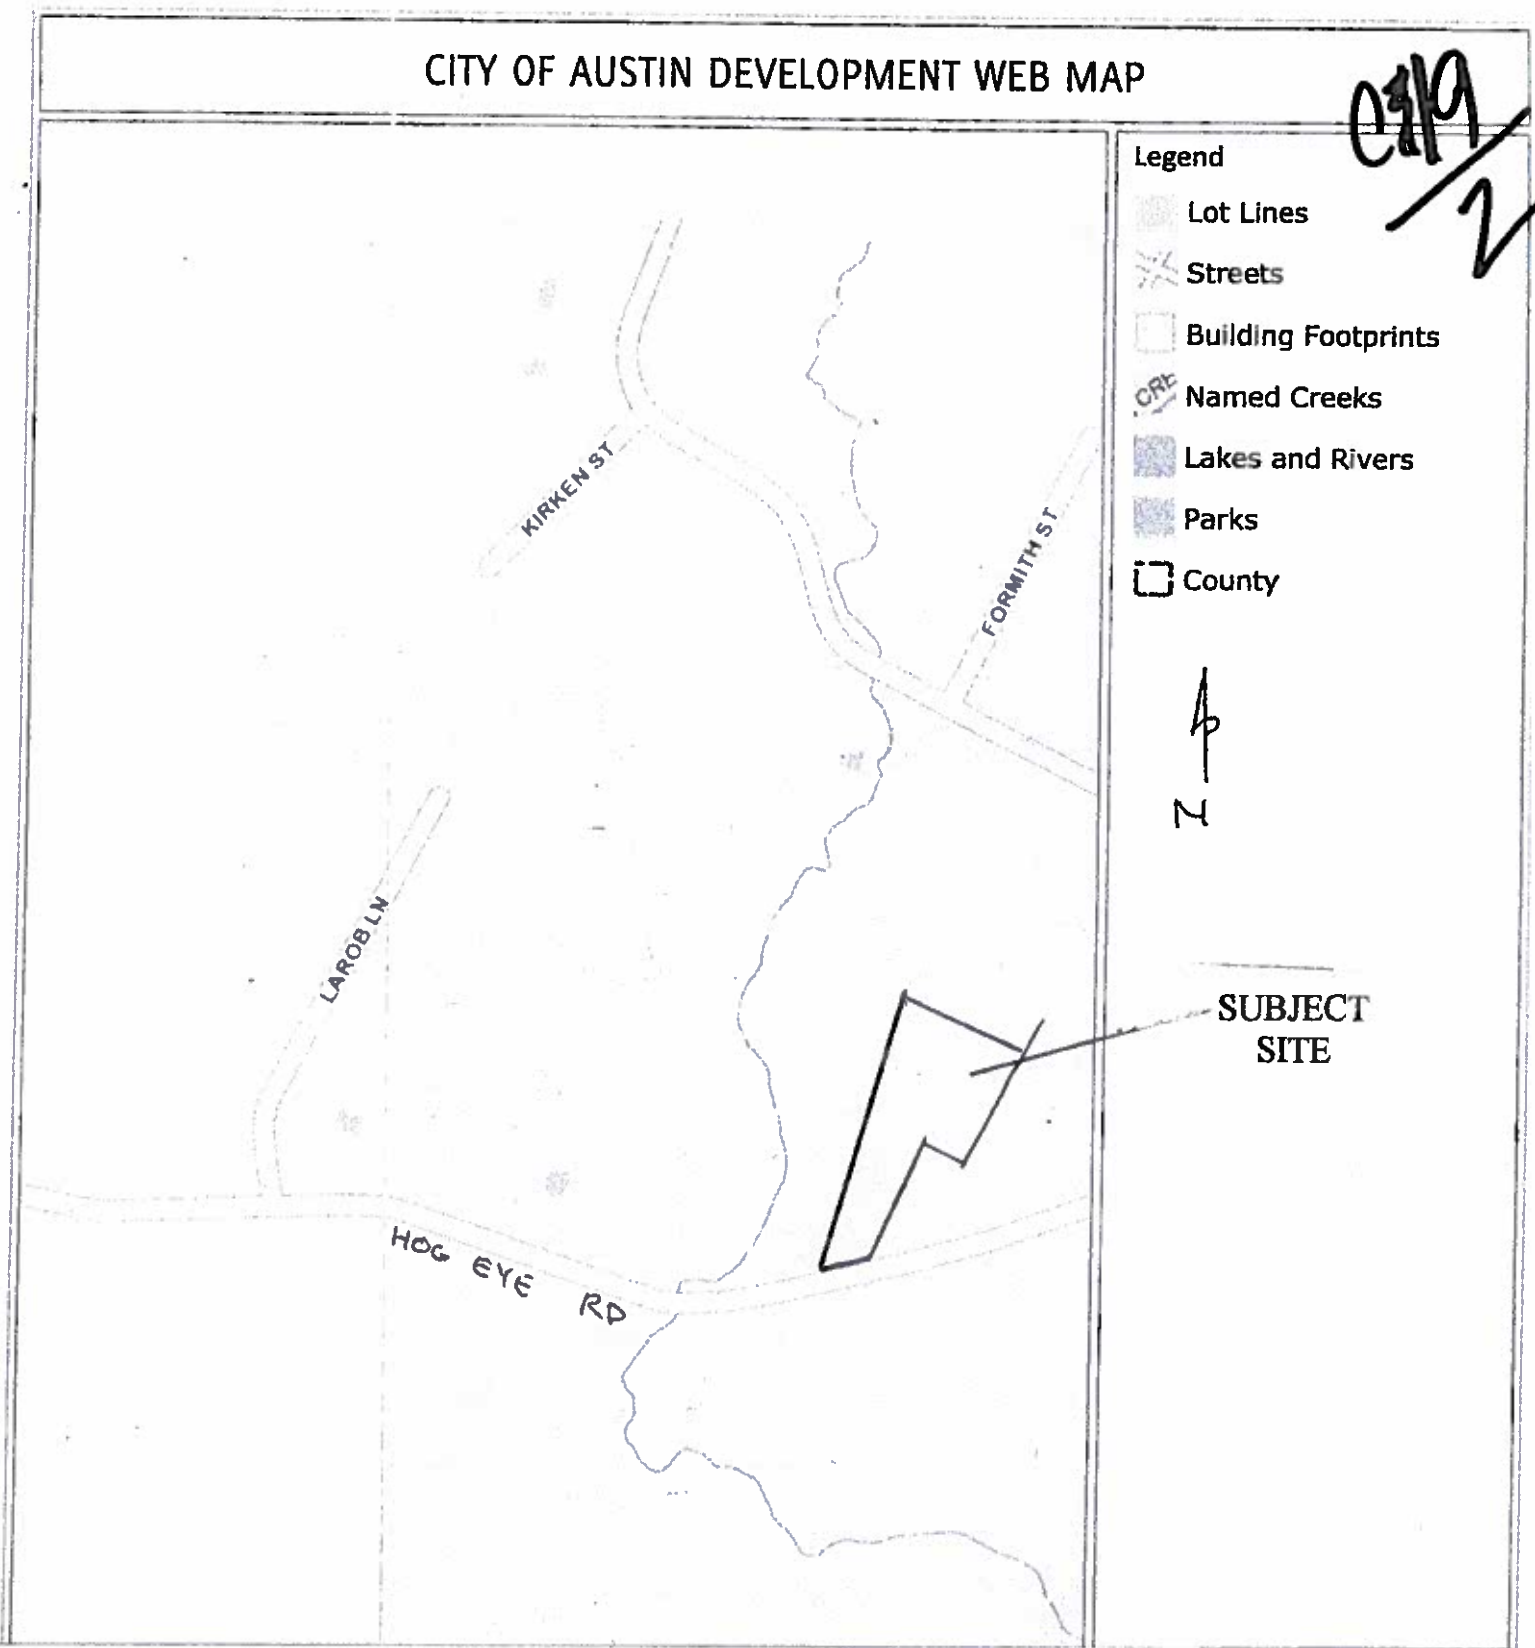 CITY OF AUSTIN DEVELOPMENT WEB MAP
Legend
Lot Lines
Streets
Building Footprints
CRE
Named Creeks
Lakes and Rivers
Parks
County
N
KIRKEN ST
FORMITH ST
LAROB LN
SUBJECT
SITE
HOG EYE RD